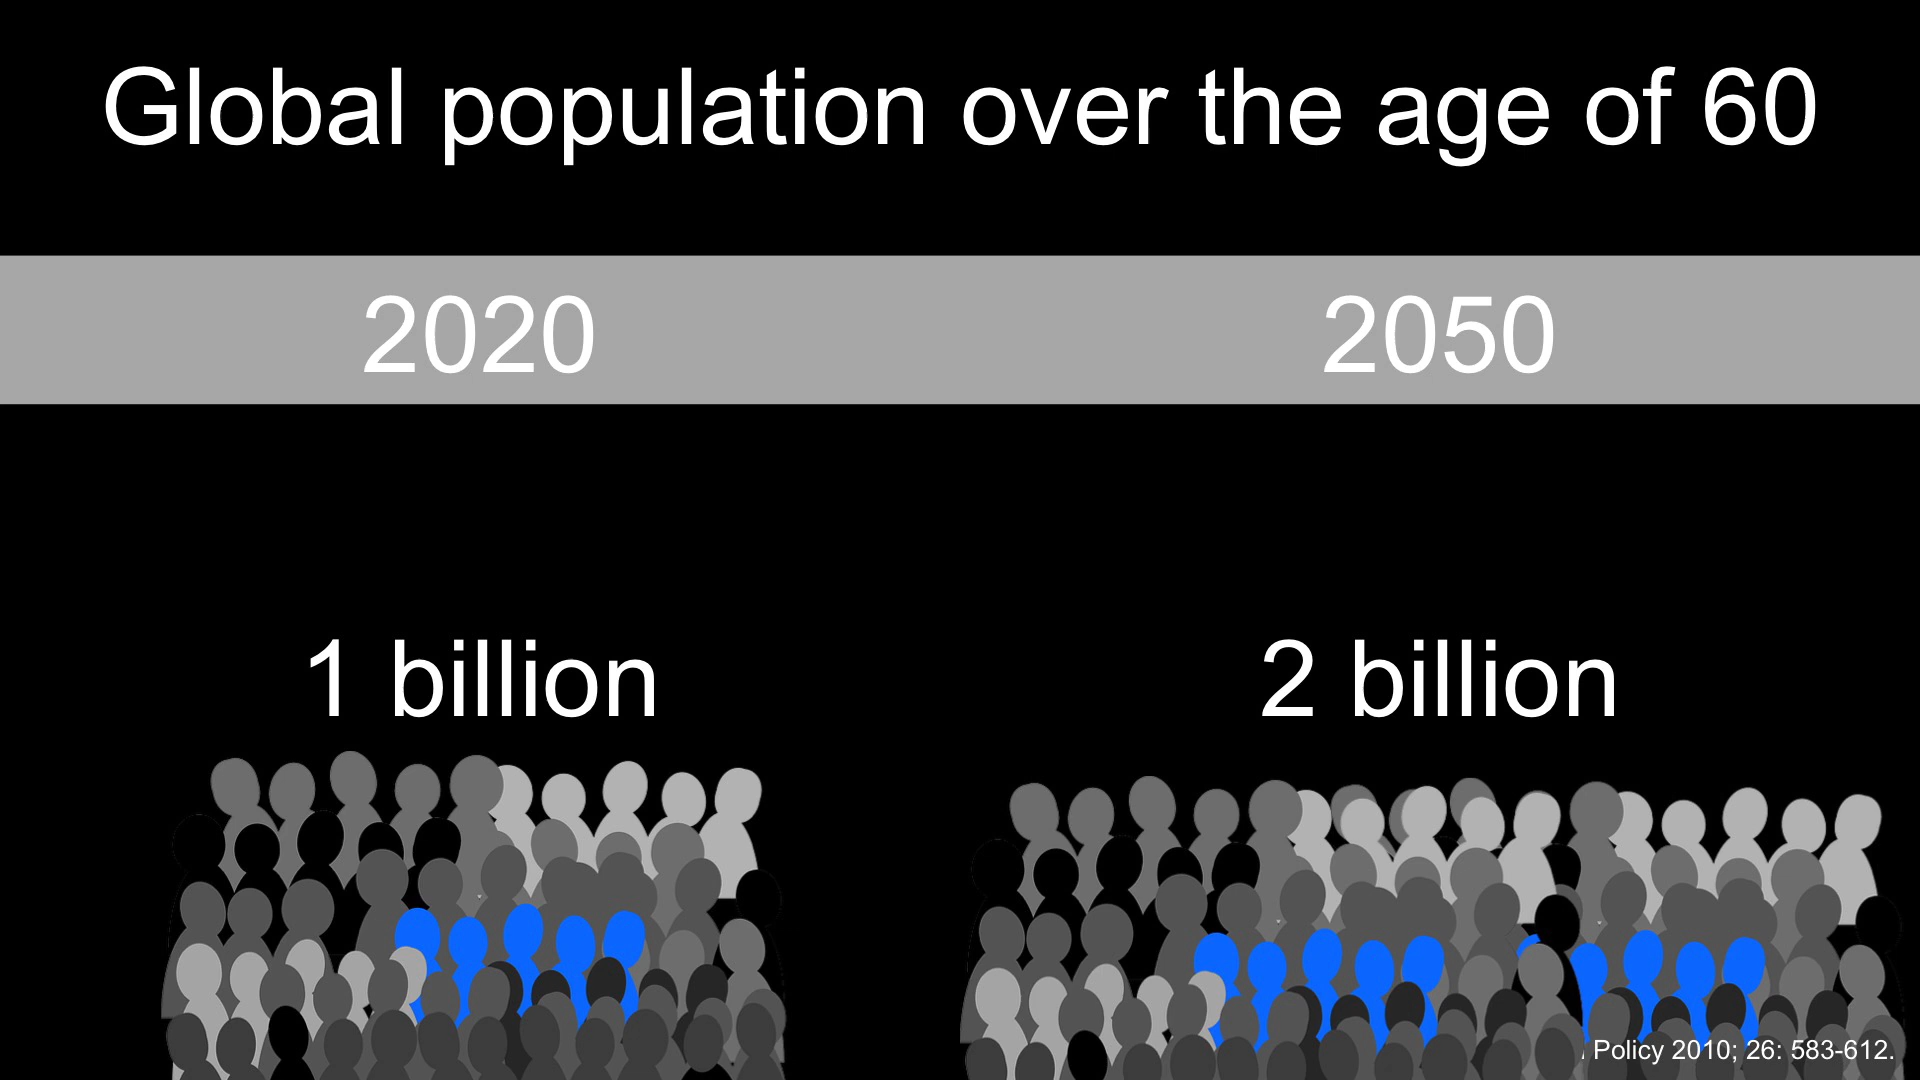 Global population over the age of 60
2020 2050
1 billion 2 billion
Policy 2010; 26: 583-612.